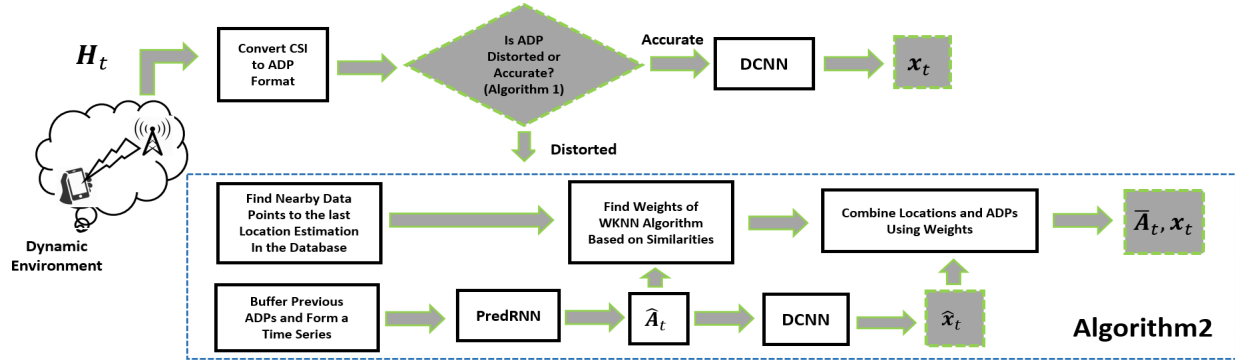 H_t
Convert CSI
to ADP
Format
Is ADP
Distorted or
Accurate?
(Algorithm 1)
Accurate
DCNN
x_t
Distorted
Dynamic
Environment
Find Nearby Data
Points to the last
Location Estimation
In the Database
Find Weights of
WKNN Algorithm
Based on Similarities
Combine Locations and ADPs
Using Weights
A̅_t, x_t
Buffer Previous
ADPs and Form a
Time Series
PredRNN
Â_t
DCNN
x̂_t
Algorithm2